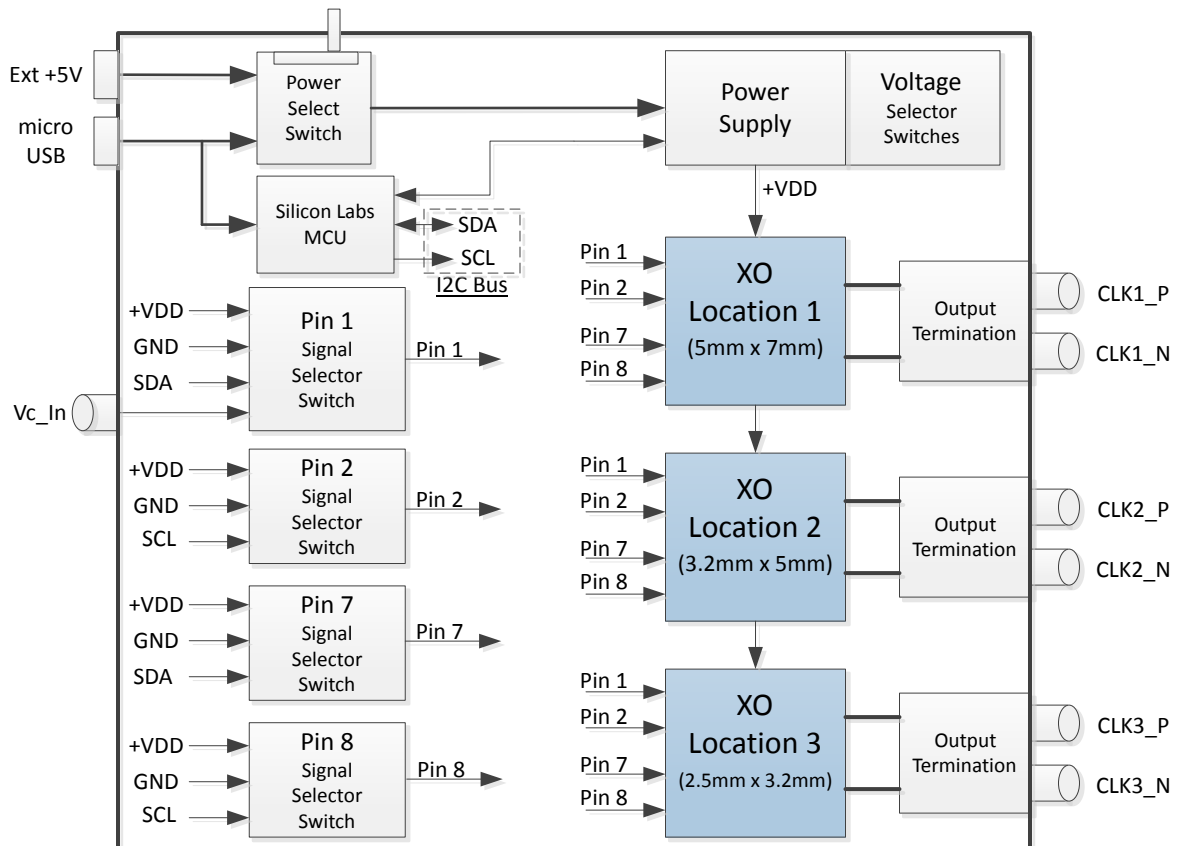 Ext +5V
micro
USB
Power
Select
Switch
Power
Supply
Voltage
Selector
Switches
Silicon Labs
MCU
SDA
SCL
I2C Bus
+VDD
+VDD
GND
SDA
Vc_In
Pin 1
Signal
Selector
Switch
Pin 1
+VDD
GND
SCL
Pin 2
Signal
Selector
Switch
Pin 2
+VDD
GND
SDA
Pin 7
Signal
Selector
Switch
Pin 7
+VDD
GND
SCL
Pin 8
Signal
Selector
Switch
Pin 8
Pin 1
Pin 2
Pin 7
Pin 8
XO
Location 1
(5mm x 7mm)
Output
Termination
CLK1_P
CLK1_N
Pin 1
Pin 2
Pin 7
Pin 8
XO
Location 2
(3.2mm x 5mm)
Output
Termination
CLK2_P
CLK2_N
Pin 1
Pin 2
Pin 7
Pin 8
XO
Location 3
(2.5mm x 3.2mm)
Output
Termination
CLK3_P
CLK3_N